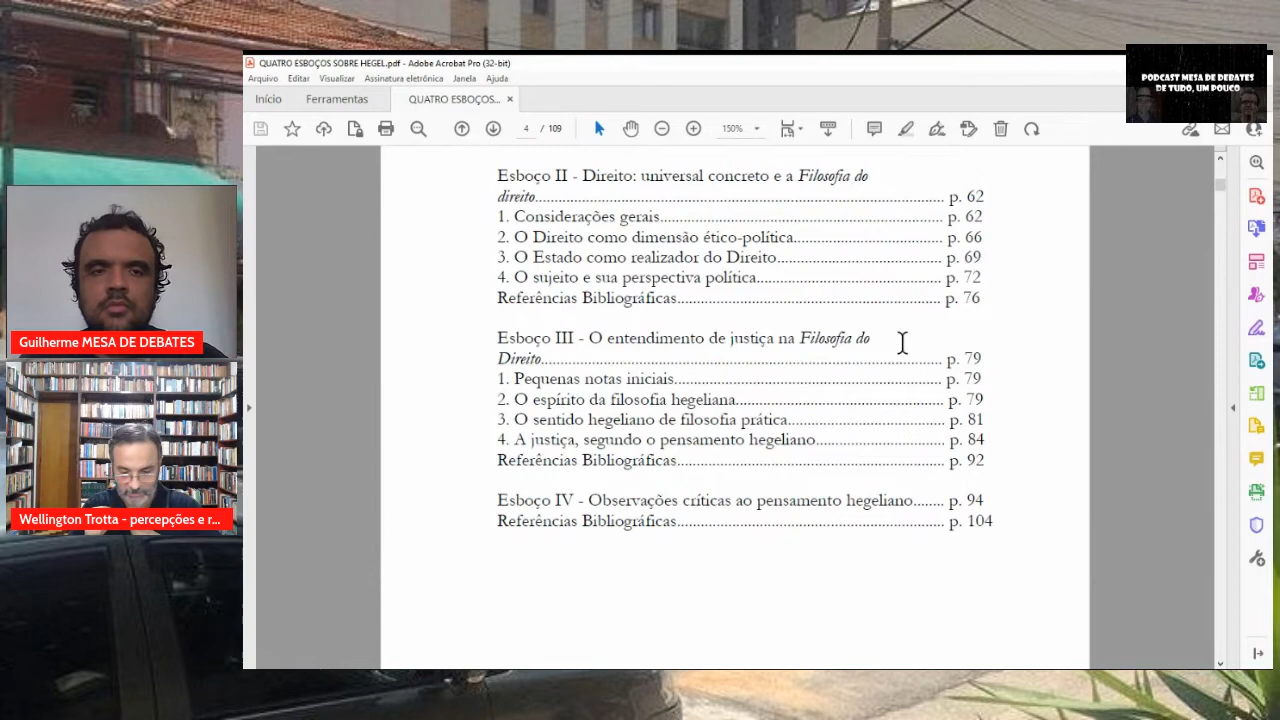 QUATRO ESBOÇOS SOBRE HEGEL.pdf - Adobe Acrobat Pro (32-bit)
Arquivo Editar Visualizar Assinatura eletrônica Janela Ajuda
Início Ferramentas QUATRO ESBOÇOS... ×
4 / 109 150%
PODCAST MESA DE DEBATES
DE TUDO, UM POUCO
Esboço II - Direito: universal concreto e a Filosofia do
direito.................................................................................... p. 62
1. Considerações gerais........................................................... p. 62
2. O Direito como dimensão ético-política............................... p. 66
3. O Estado como realizador do Direito.................................. p. 69
4. O sujeito e sua perspectiva política...................................... p. 72
Referências Bibliográficas....................................................... p. 76
Esboço III - O entendimento de justiça na Filosofia do
Direito.................................................................................... p. 79
1. Pequenas notas iniciais........................................................ p. 79
2. O espírito da filosofia hegeliana........................................... p. 79
3. O sentido hegeliano de filosofia prática................................ p. 81
4. A justiça, segundo o pensamento hegeliano.......................... p. 84
Referências Bibliográficas....................................................... p. 92
Esboço IV - Observações críticas ao pensamento hegeliano....... p. 94
Referências Bibliográficas....................................................... p. 104
Guilherme MESA DE DEBATES
Wellington Trotta - percepções e r...